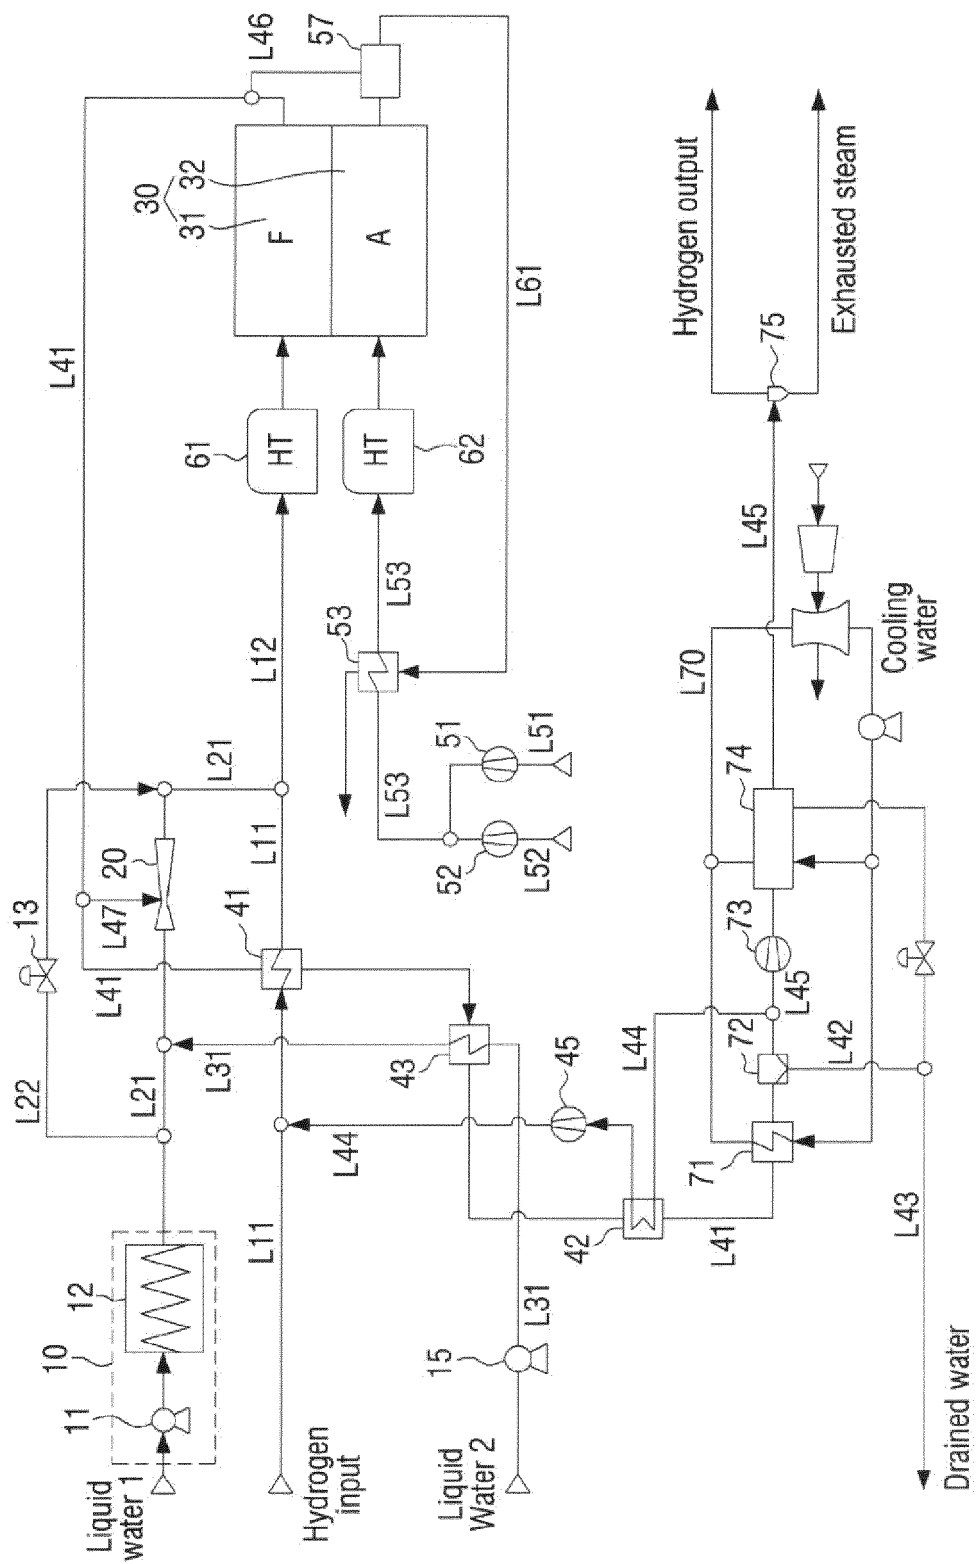 L46
57
30
32
31
F
A
L41
L61
61
HT
62
HT
L12
53
L53
L53
51
L51
52
L52
L21
20
L11
13
L47
41
L41
L22
L21
L31
43
45
L44
L44
L11
42
L41
12
10
11
15
L31
Liquid
water 1
Hydrogen
input
Liquid
Water 2
Hydrogen output
Exhausted steam
75
L45
L70
Cooling
water
74
73
L45
72
L42
71
L43
Drained water